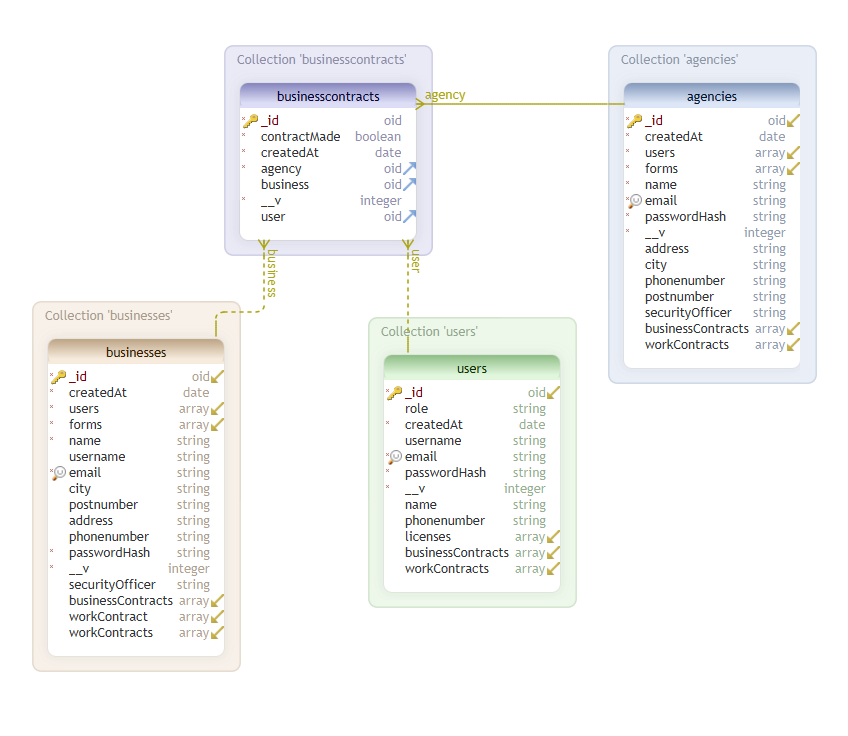 Collection 'businesscontracts'
businesscontracts
_id oid
contractMade boolean
createdAt date
agency oid
business oid
__v integer
user oid
agency
business
user
Collection 'agencies'
agencies
_id oid
createdAt date
users array
forms array
name string
email string
passwordHash string
__v integer
address string
city string
phonenumber string
postnumber string
securityOfficer string
businessContracts array
workContracts array
Collection 'businesses'
businesses
_id oid
createdAt date
users array
forms array
name string
username string
email string
city string
postnumber string
address string
phonenumber string
passwordHash string
__v integer
securityOfficer string
businessContracts array
workContract array
workContracts array
Collection 'users'
users
_id oid
role string
createdAt date
username string
email string
passwordHash string
__v integer
name string
phonenumber string
licenses array
businessContracts array
workContracts array